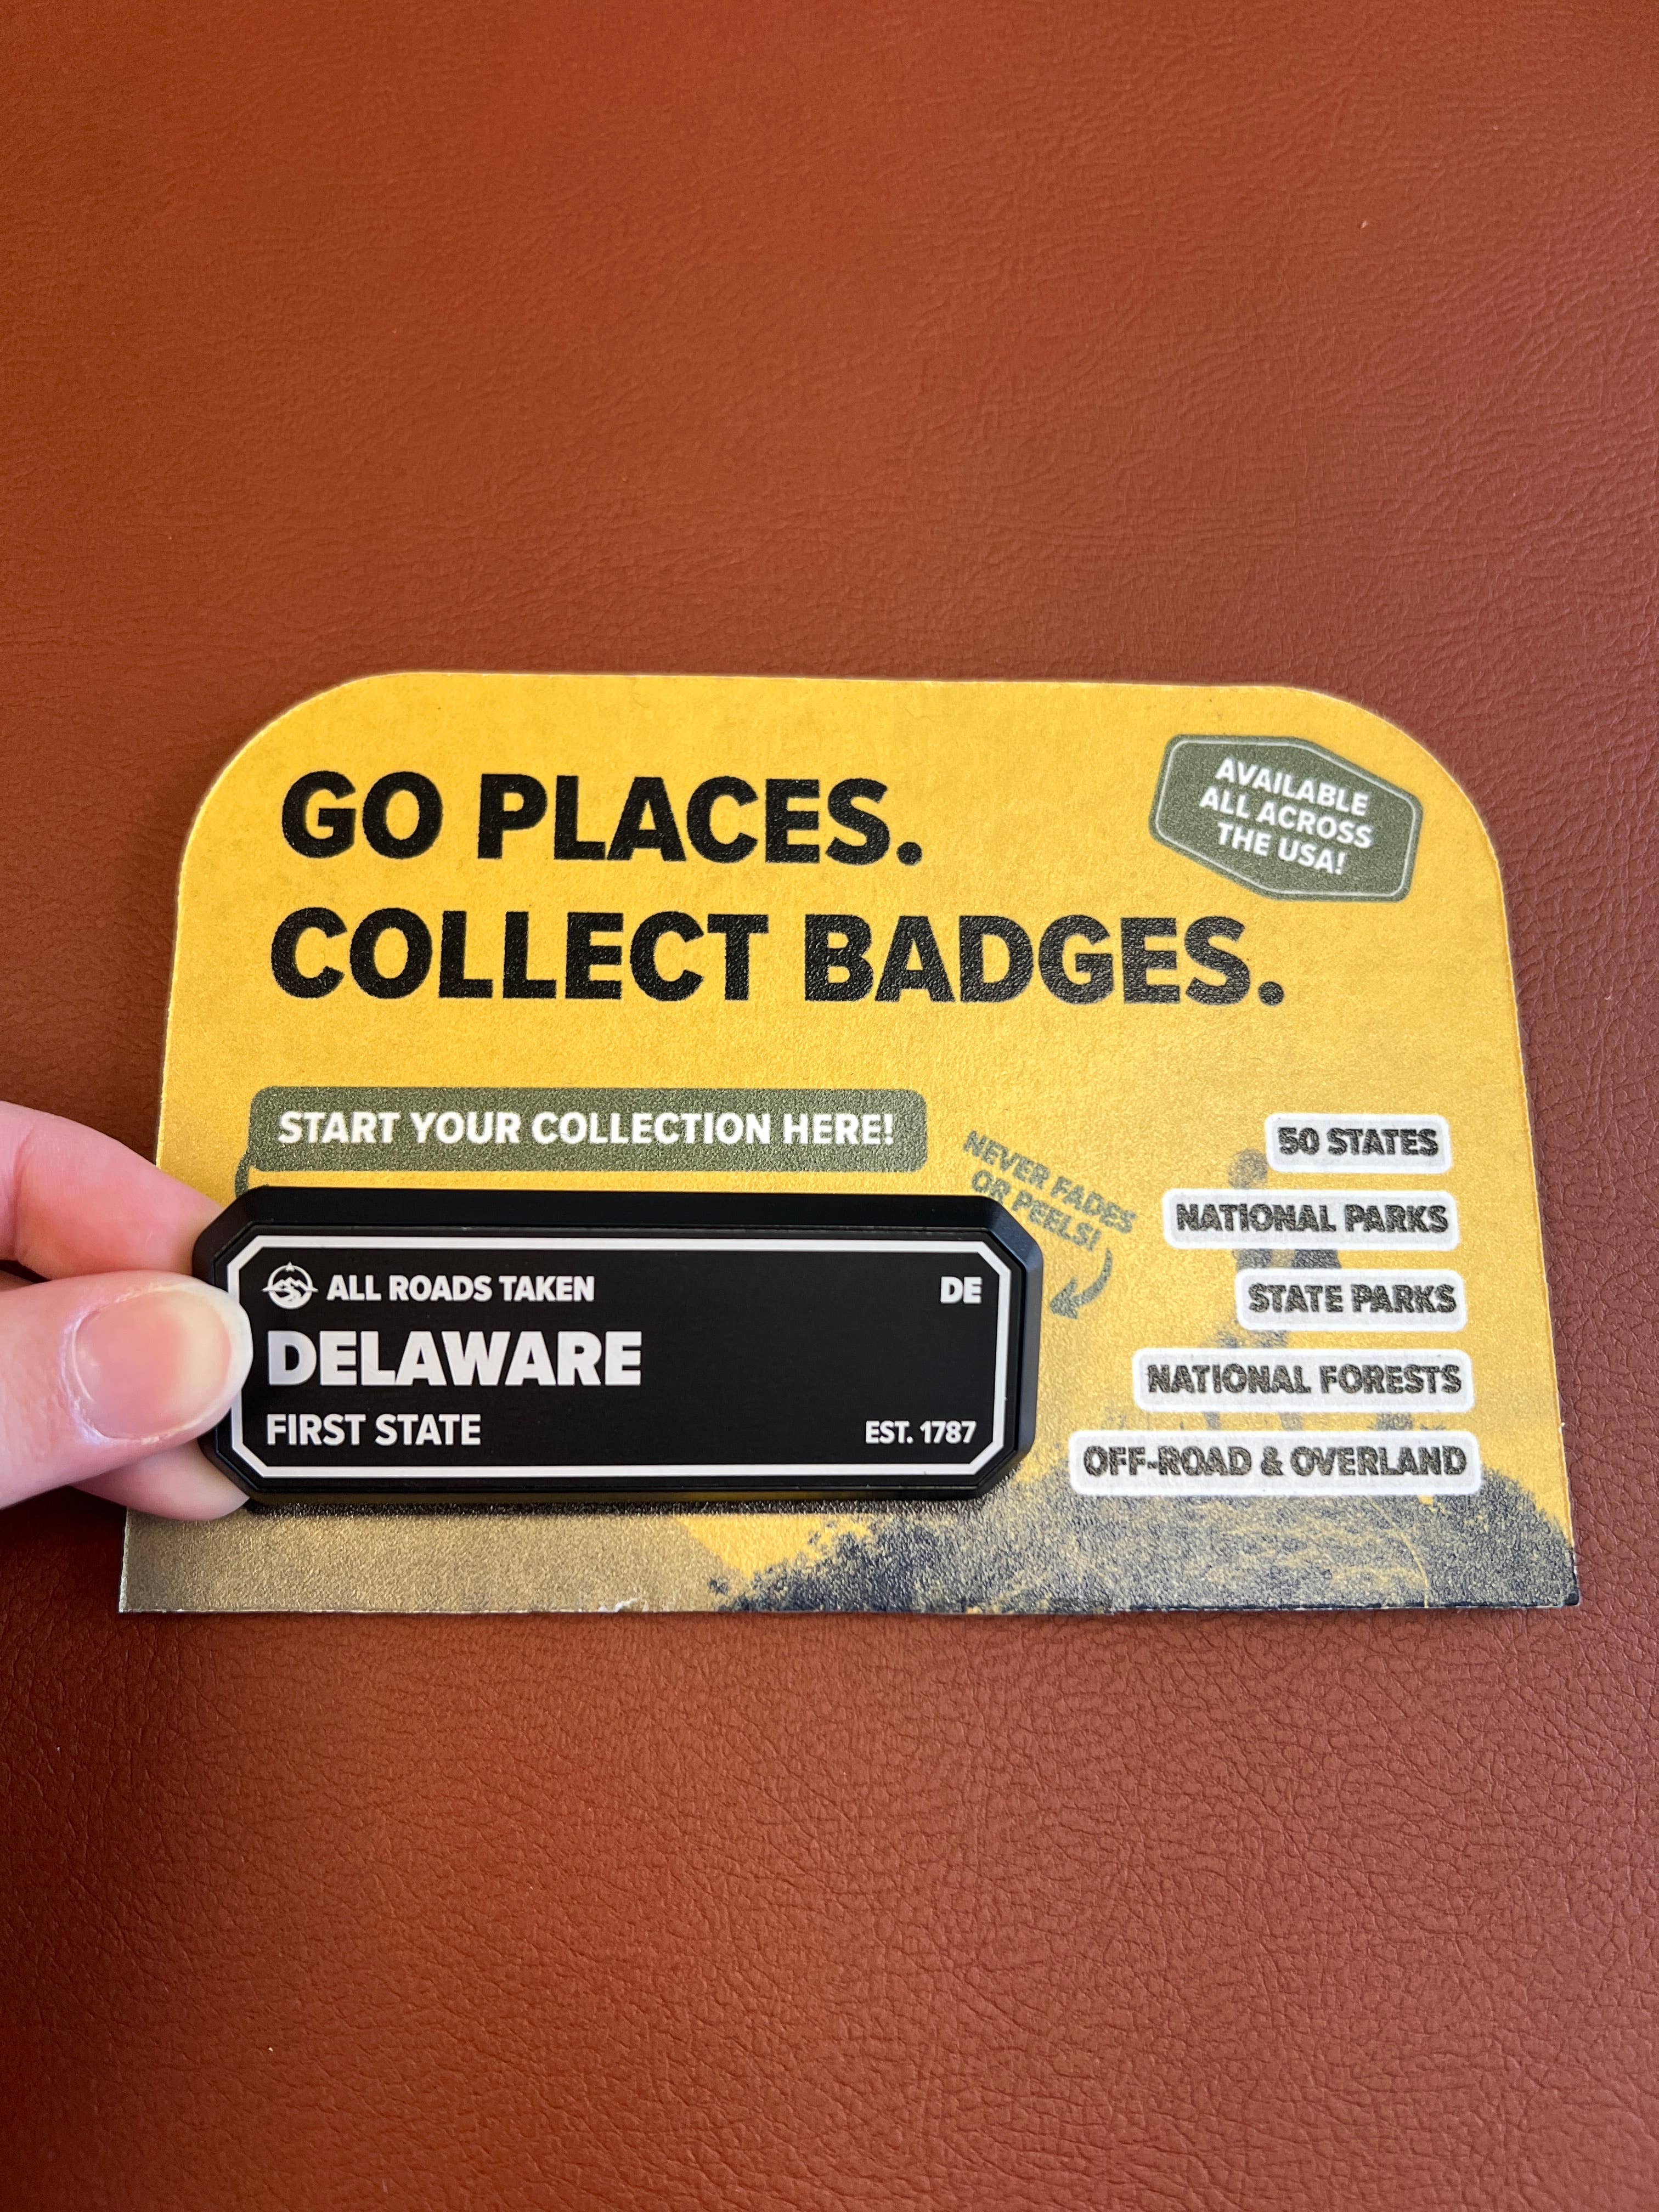 GO PLACES.
COLLECT BADGES.
AVAILABLE
ALL ACROSS
THE USA!
START YOUR COLLECTION HERE!
NEVER FADES
OR PEELS!
ALL ROADS TAKEN
DE
DELAWARE
FIRST STATE
EST. 1787
50 STATES
NATIONAL PARKS
STATE PARKS
NATIONAL FORESTS
OFF-ROAD & OVERLAND